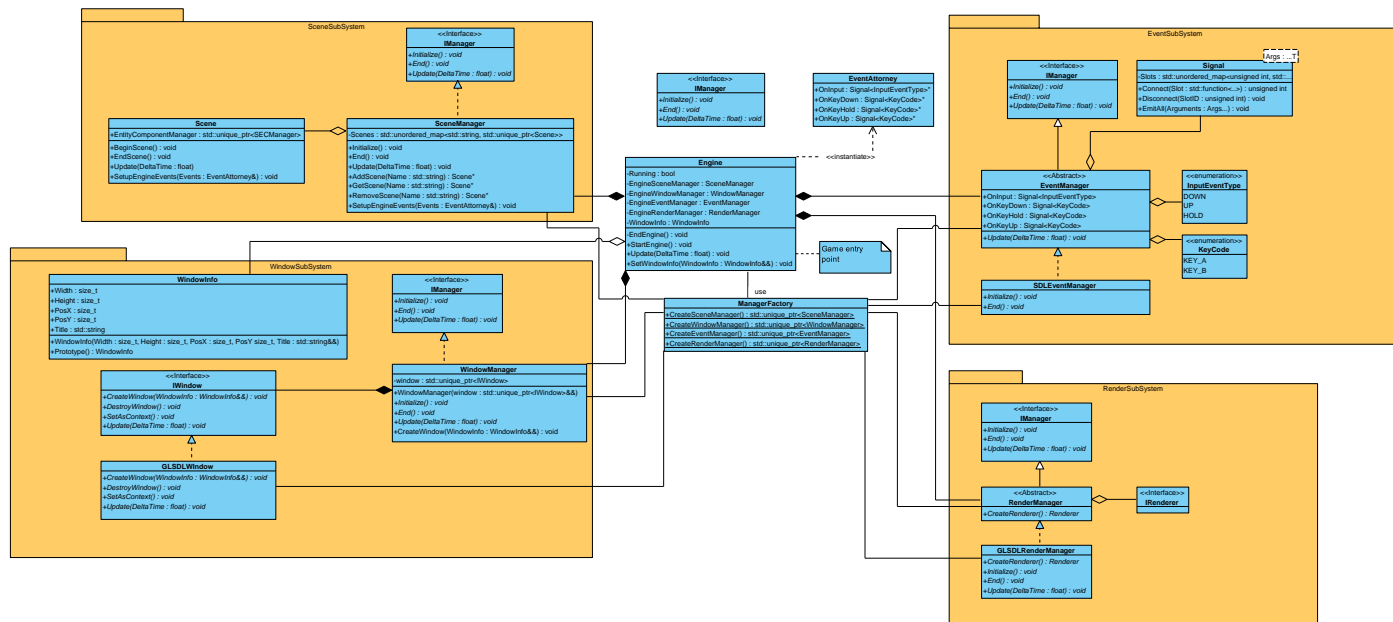 SceneSubSystem
<<Interface>>
IManager
+Initialize() : void
+End() : void
+Update(DeltaTime : float) : void
Scene
+EntityComponentManager : std::unique_ptr<SECManager>
+BeginScene() : void
+EndScene() : void
+Update(DeltaTime : float)
+SetupEngineEvents(Events : EventAttorney&) : void
SceneManager
-Scenes : std::unordered_map<std::string, std::unique_ptr<Scene>>
+Initialize() : void
+End() : void
+Update(DeltaTime : float) : void
+AddScene(Name : std::string) : Scene*
+GetScene(Name : std::string) : Scene*
+RemoveScene(Name : std::string) : Scene*
+SetupEngineEvents(Events : EventAttorney&) : void
<<Interface>>
IManager
+Initialize() : void
+End() : void
+Update(DeltaTime : float) : void
EventAttorney
+OnInput : Signal<InputEventType>*
+OnKeyDown : Signal<KeyCode>*
+OnKeyHold : Signal<KeyCode>*
+OnKeyUp : Signal<KeyCode>*
<<instantiate>>
Engine
-Running : bool
-EngineSceneManager : SceneManager
-EngineWindowManager : WindowManager
-EngineEventManager : EventManager
-EngineRenderManager : RenderManager
-WindowInfo : WindowInfo
-EndEngine() : void
+StartEngine() : void
+Update(DeltaTime : float) : void
+SetWindowInfo(WindowInfo : WindowInfo&&) : void
Game entry
point
use
ManagerFactory
+CreateSceneManager() : std::unique_ptr<SceneManager>
+CreateWindowManager() : std::unique_ptr<WindowManager>
+CreateEventManager() : std::unique_ptr<EventManager>
+CreateRenderManager() : std::unique_ptr<RenderManager>
EventSubSystem
<<Interface>>
IManager
+Initialize() : void
+End() : void
+Update(DeltaTime : float) : void
Args : ...T
Signal
-Slots : std::unordered_map<unsigned int, std::...
+Connect(Slot : std::function<...>) : unsigned int
+Disconnect(SlotID : unsigned int) : void
+EmitAll(Arguments : Args...) : void
<<Abstract>>
EventManager
+OnInput : Signal<InputEventType>
+OnKeyDown : Signal<KeyCode>
+OnKeyHold : Signal<KeyCode>
+OnKeyUp : Signal<KeyCode>
+Update(DeltaTime : float) : void
<<enumeration>>
InputEventType
DOWN
UP
HOLD
<<enumeration>>
KeyCode
KEY_A
KEY_B
SDLEventManager
+Initialize() : void
+End() : void
WindowSubSystem
WindowInfo
+Width : size_t
+Height : size_t
+PosX : size_t
+PosY : size_t
+Title : std::string
+WindowInfo(Width : size_t, Height : size_t, PosX : size_t, PosY size_t, Title : std::string&&)
+Prototype() : WindowInfo
<<Interface>>
IManager
+Initialize() : void
+End() : void
+Update(DeltaTime : float) : void
<<Interface>>
IWindow
+CreateWindow(WindowInfo : WindowInfo&&) : void
+DestroyWindow() : void
+SetAsContext() : void
+Update(DeltaTime : float) : void
WindowManager
-window : std::unique_ptr<IWindow>
+WindowManager(window : std::unique_ptr<IWindow>&&)
+Initialize() : void
+End() : void
+Update(DeltaTime : float) : void
+CreateWindow(WindowInfo : WindowInfo&&) : void
GLSDLWindow
+CreateWindow(WindowInfo : WindowInfo&&) : void
+DestroyWindow() : void
+SetAsContext() : void
+Update(DeltaTime : float) : void
RenderSubSystem
<<Interface>>
IManager
+Initialize() : void
+End() : void
+Update(DeltaTime : float) : void
<<Abstract>>
RenderManager
+CreateRenderer() : Renderer
<<Interface>>
IRenderer
GLSDLRenderManager
+CreateRenderer() : Renderer
+Initialize() : void
+End() : void
+Update(DeltaTime : float) : void